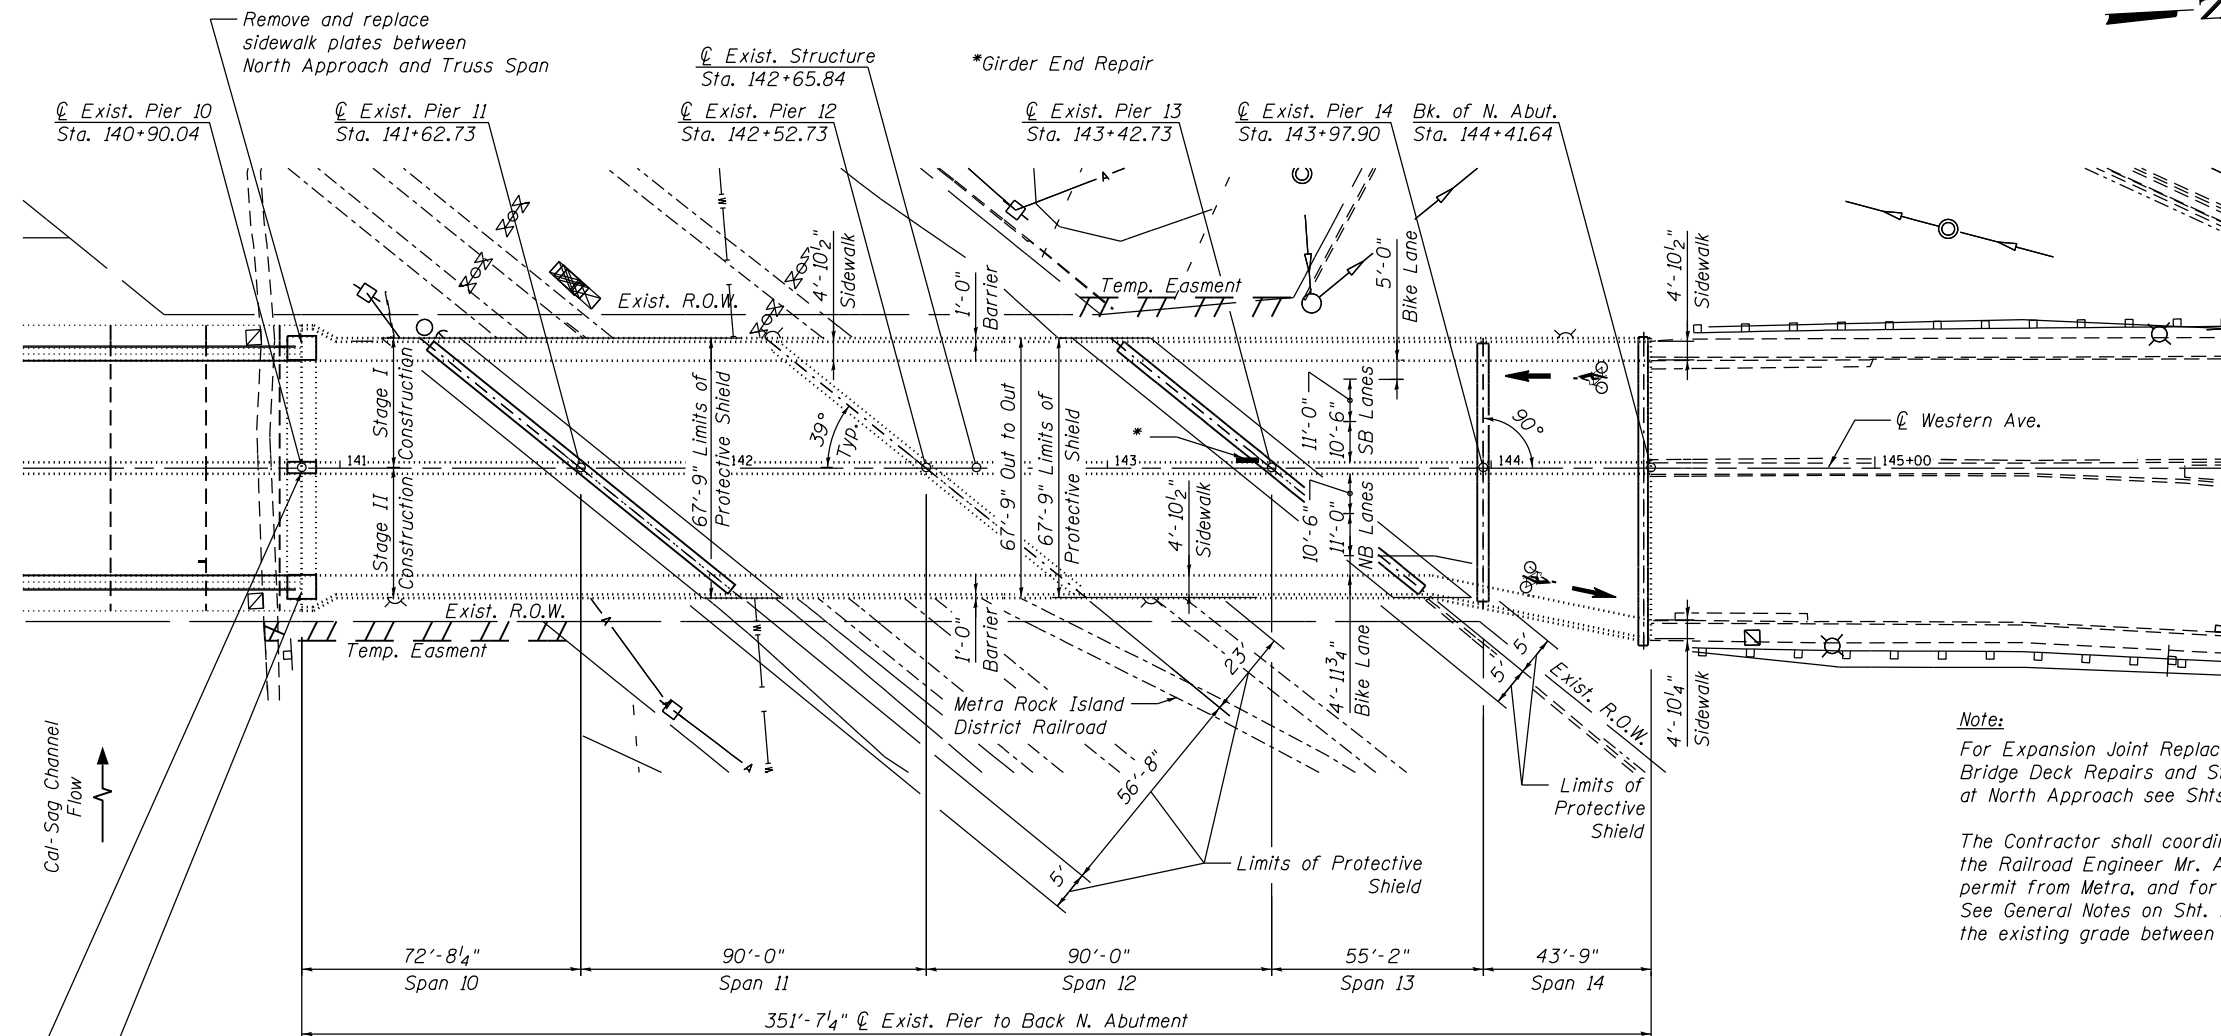 Remove and replace
sidewalk plates between
North Approach and Truss Span
℄ Exist. Structure
Sta. 142+65.84
*Girder End Repair
℄ Exist. Pier 10
Sta. 140+90.04
℄ Exist. Pier 11
Sta. 141+62.73
℄ Exist. Pier 12
Sta. 142+52.73
℄ Exist. Pier 13
Sta. 143+42.73
℄ Exist. Pier 14
Sta. 143+97.90
Bk. of N. Abut.
Sta. 144+41.64
A
W
4'-10½"
Sidewalk
1'-0"
Barrier
Exist. R.O.W.
Temp. Easment
5'-0"
Bike Lane
4'-10½"
Sidewalk
Stage I
Construction
Stage II
Construction
67'-9" Limits of
Protective Shield
39°
Typ.
67'-9" Out to Out
67'-9" Limits of
Protective Shield
*
11'-0"
10'-6"
SB Lanes
10'-6"
11'-0"
NB Lanes
90°
℄ Western Ave.
141
142
143
144
145+00
4'-10½"
Sidewalk
Exist. R.O.W.
Temp. Easment
A
W
A
W
1'-0"
Barrier
Metra Rock Island
District Railroad
23'
56'-8"
5'
4'-11¾"
Bike Lane
5'
5'
Exist. R.O.W.
4'-10¼"
Sidewalk
Limits of
Protective
Shield
Limits of Protective
Shield
Cal-Sag Channel
Flow
Note:
For Expansion Joint Replac
Bridge Deck Repairs and S
at North Approach see Shts
The Contractor shall coordin
the Railroad Engineer Mr. A
permit from Metra, and for
See General Notes on Sht.
the existing grade between
72'-8¼"
Span 10
90'-0"
Span 11
90'-0"
Span 12
55'-2"
Span 13
43'-9"
Span 14
351'-7¼" ℄ Exist. Pier to Back N. Abutment